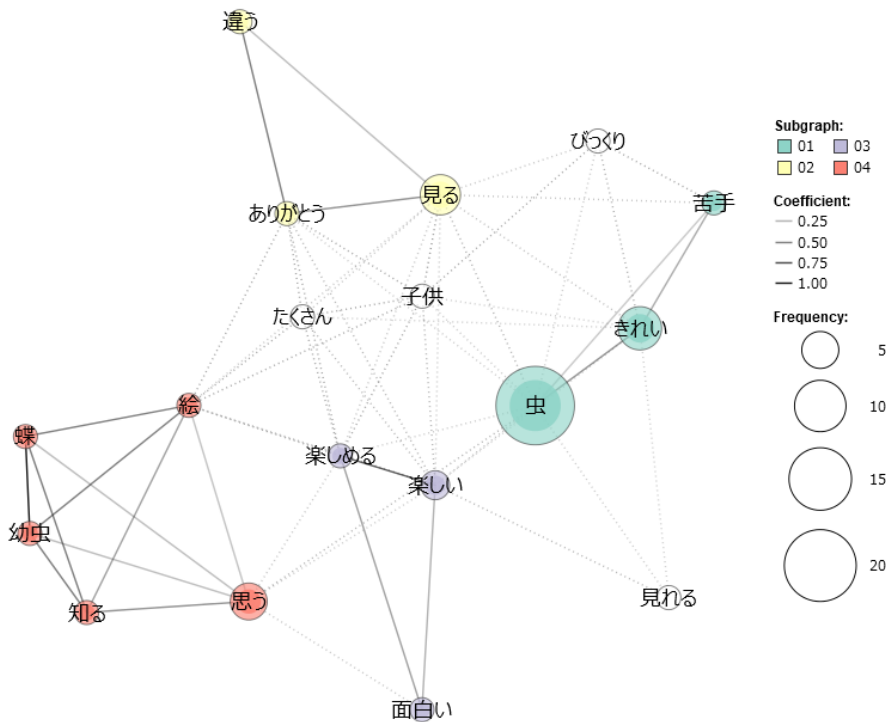 違う
びっくり
見る
苦手
ありがとう
子供
たくさん
きれい
虫
絵
蝶
楽しめる
楽しい
幼虫
思う
知る
見れる
面白い
Subgraph:
01 03
02 04
Coefficient:
0.25
0.50
0.75
1.00
Frequency:
5
10
15
20